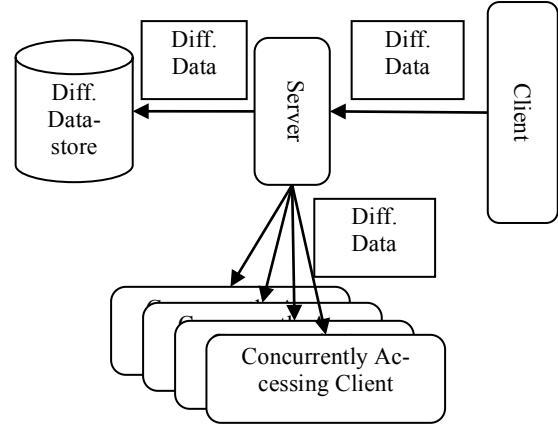 Diff.
Data
Diff.
Data
Diff.
Data-
store
Server
Client
Diff.
Data
Concurrently Ac-
cessing Client